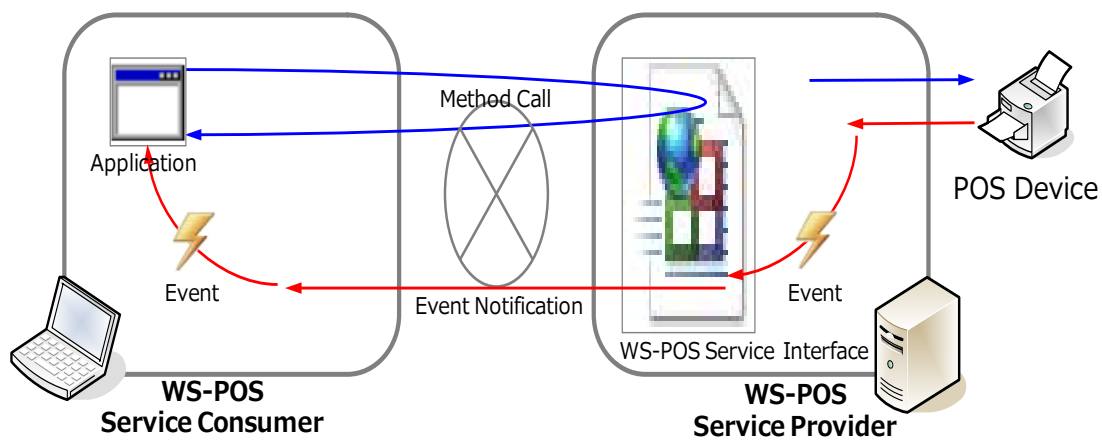 Method Call
Application
POS Device
Event
Event Notification
Event
WS-POS Service Interface
WS-POS
Service Consumer
WS-POS
Service Provider